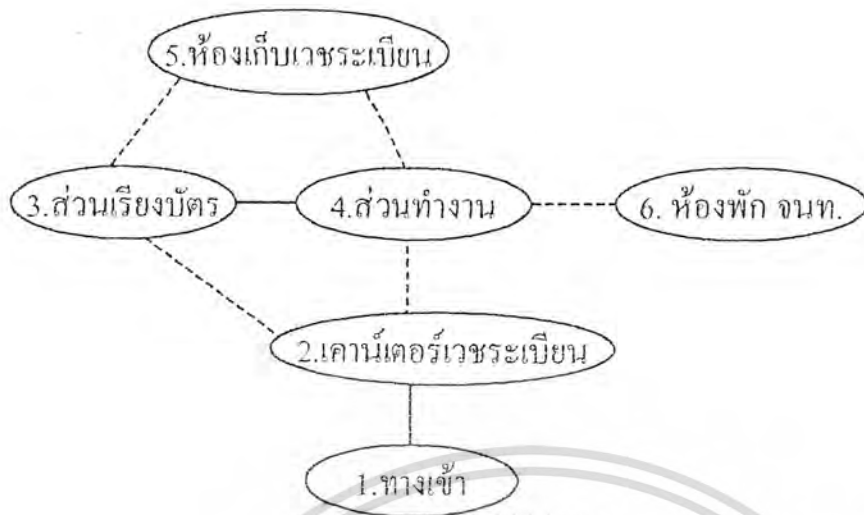 5.ห้องเก็บเวชระเบียน
3.ส่วนเรียงบัตร
4.ส่วนทำงาน
6. ห้องพัก จนท.
2.เคาน์เตอร์เวชระเบียน
1.ทางเข้า